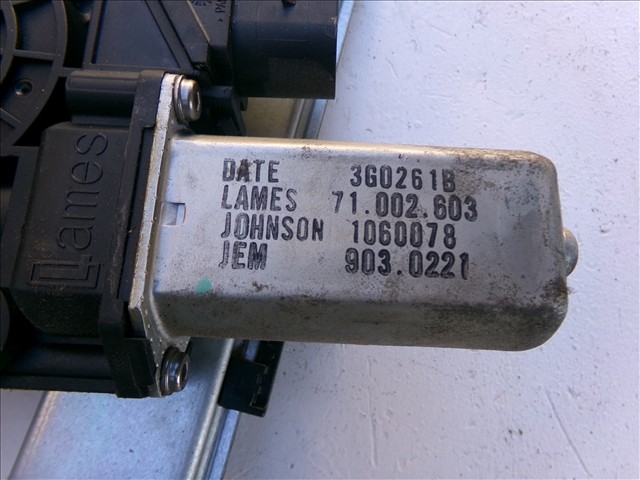 DATE 3G0261B
LAMES 71.002.603
JOHNSON 1060078
JEM 903.0221
Lames